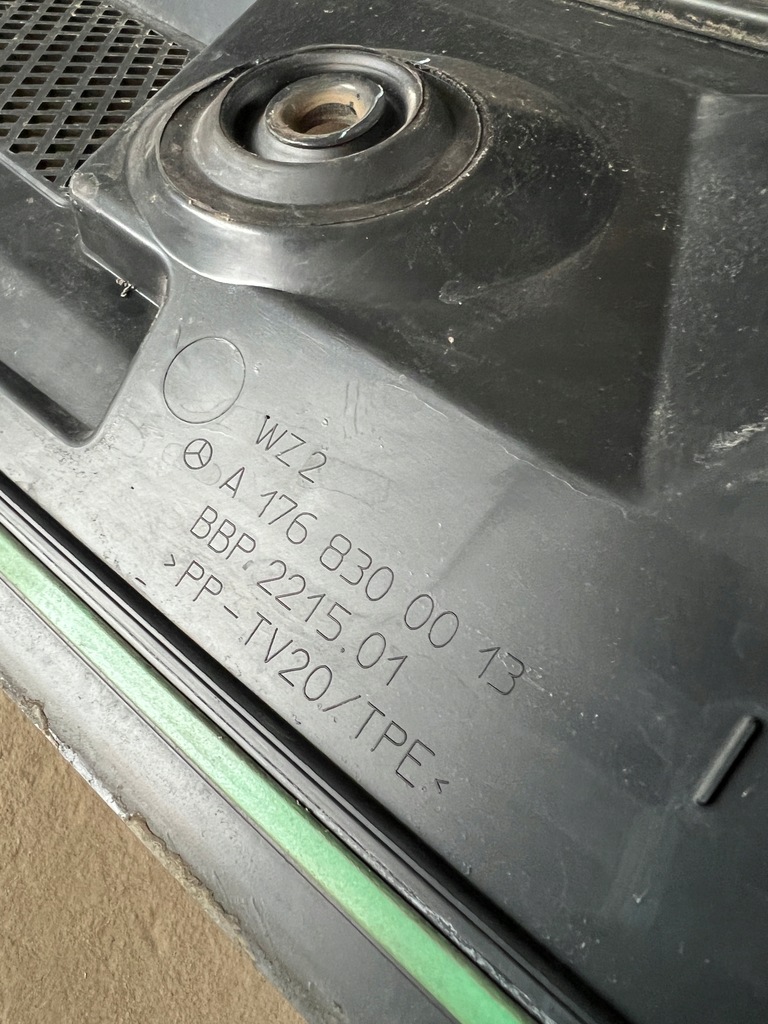 WZ2
A 176 830 00 13
BBP.2215.01
>PP-TV20/TPE<